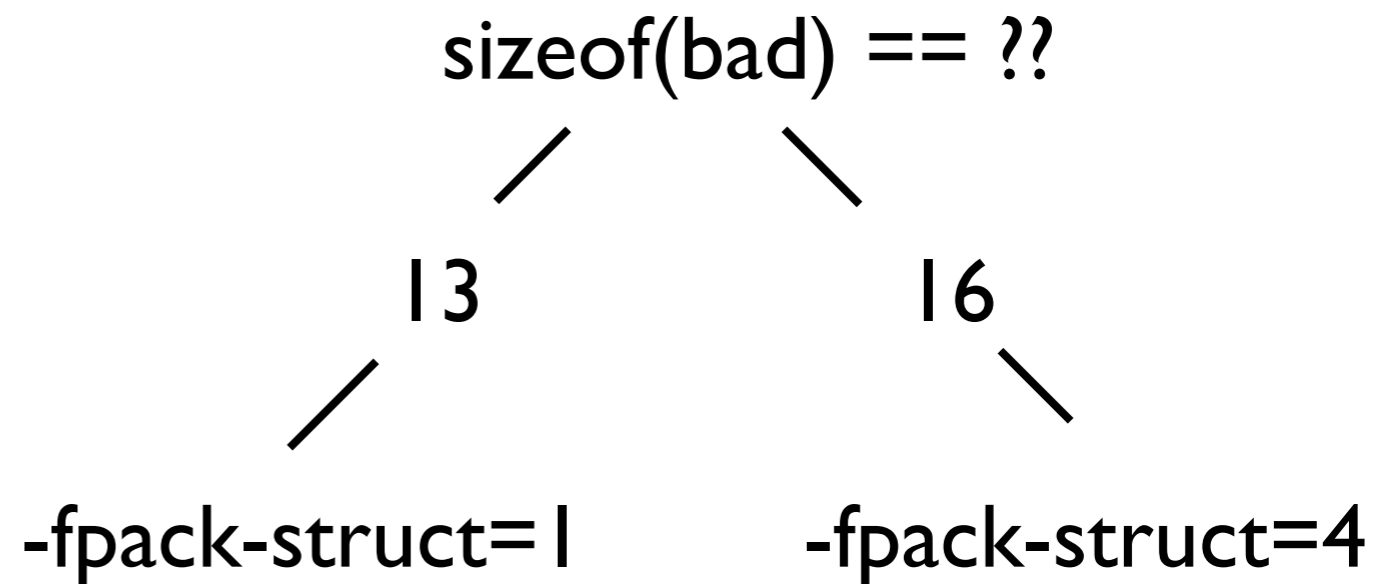 sizeof(bad) == ??
13 16
-fpack-struct=1 -fpack-struct=4